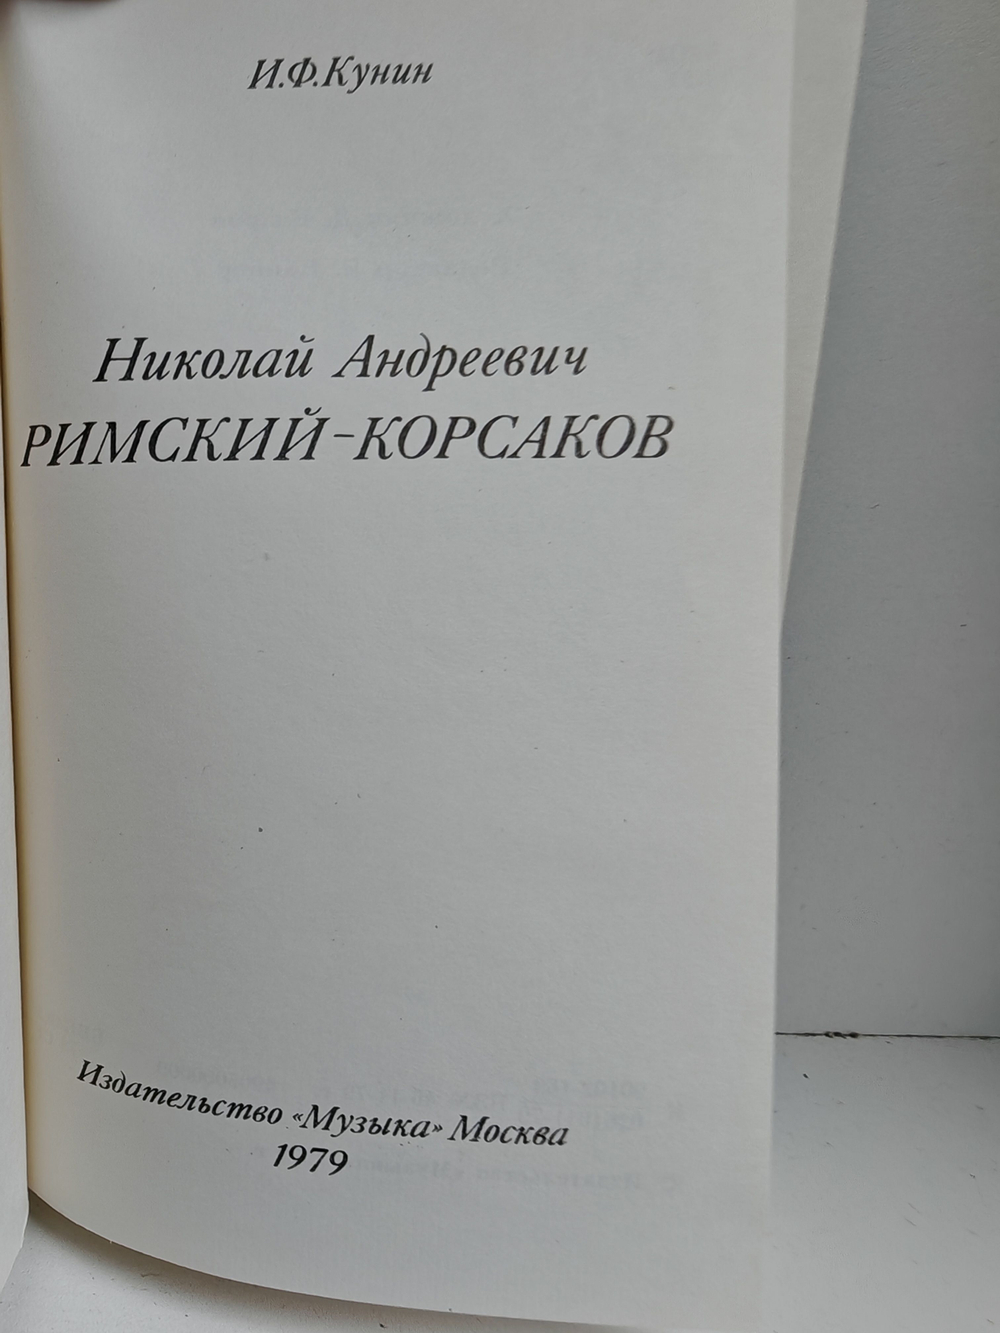 И.Ф.Кунин
Николай Андреевич
РИМСКИЙ-КОРСАКОВ
Издательство «Музыка» Москва
1979